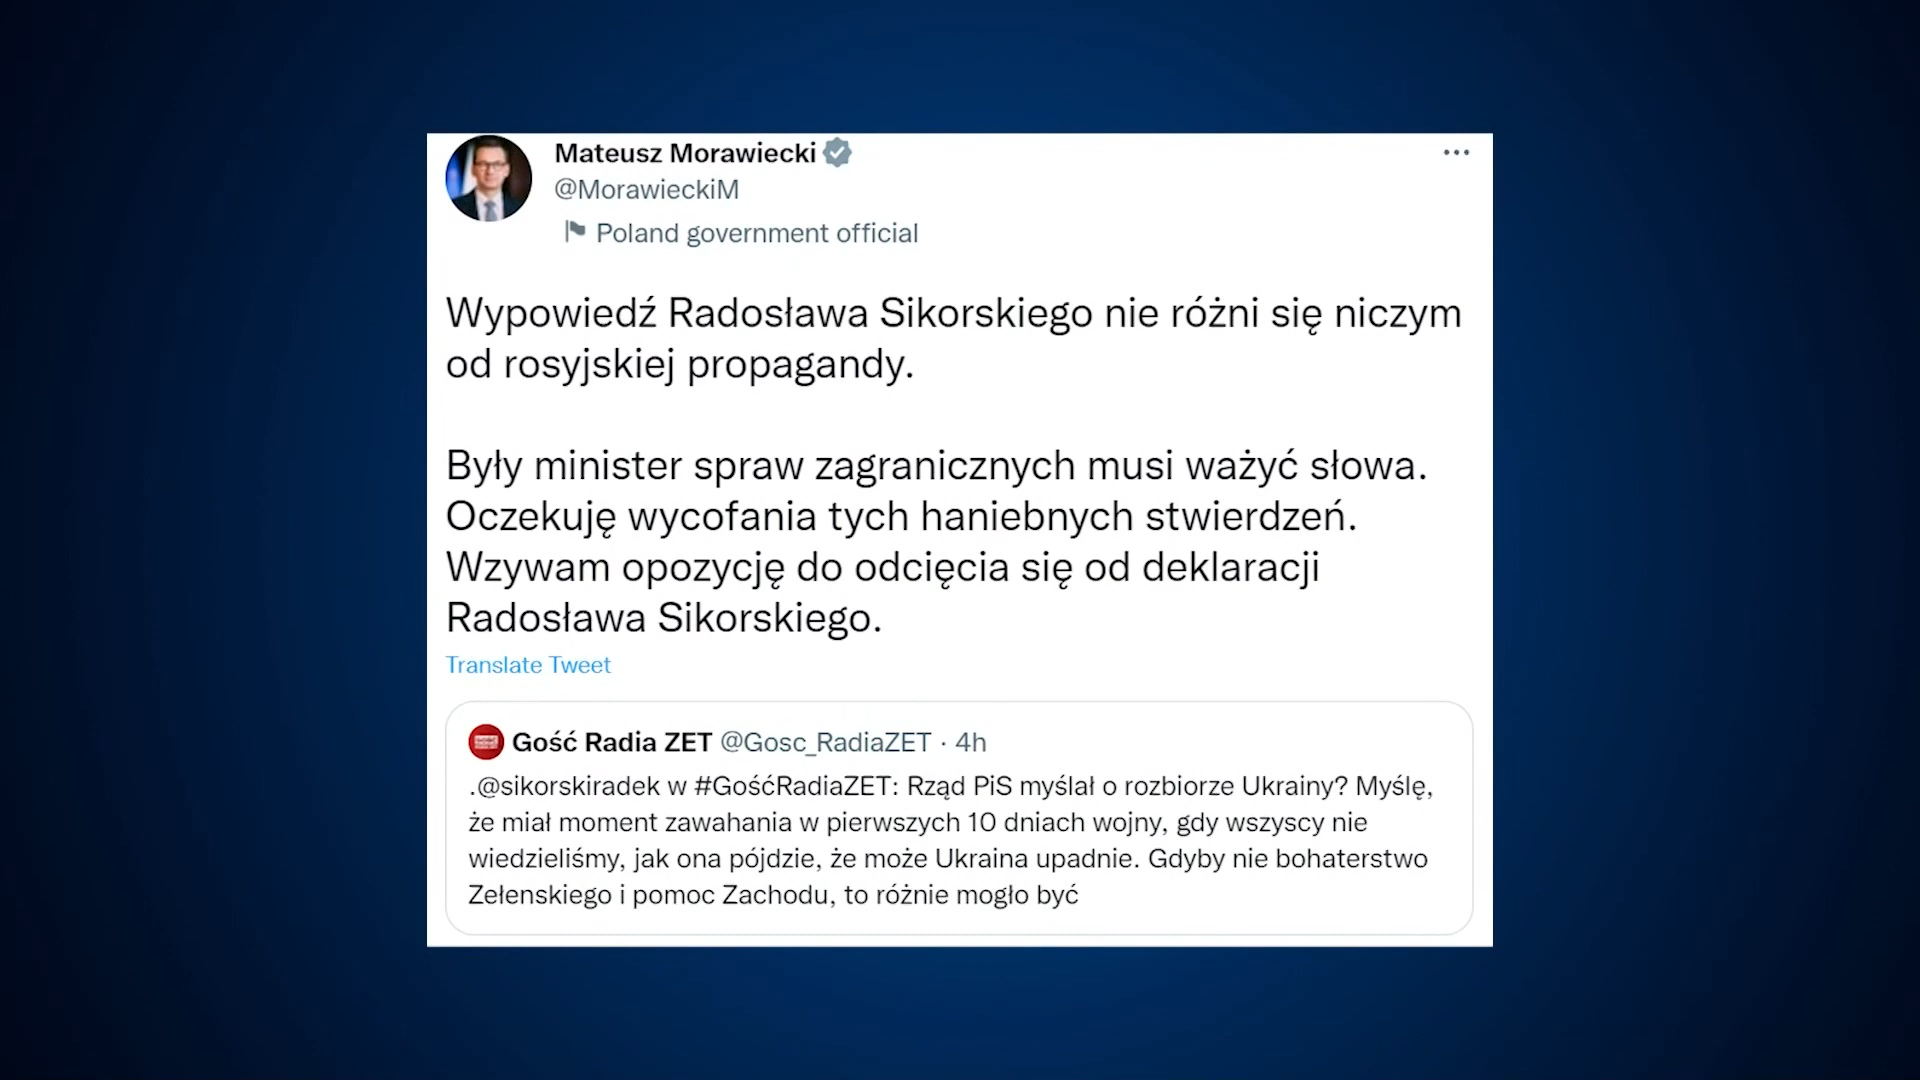 Mateusz Morawiecki
@MorawieckiM
Poland government official
Wypowiedź Radosława Sikorskiego nie różni się niczym
od rosyjskiej propagandy.
Były minister spraw zagranicznych musi ważyć słowa.
Oczekuję wycofania tych haniebnych stwierdzeń.
Wzywam opozycję do odcięcia się od deklaracji
Radosława Sikorskiego.
Translate Tweet
Gość Radia ZET @Gosc_RadiaZET · 4h
.@sikorskiradek w #GośćRadiaZET: Rząd PiS myślał o rozbiorze Ukrainy? Myślę,
że miał moment zawahania w pierwszych 10 dniach wojny, gdy wszyscy nie
wiedzieliśmy, jak ona pójdzie, że może Ukraina upadnie. Gdyby nie bohaterstwo
Zełenskiego i pomoc Zachodu, to różnie mogło być